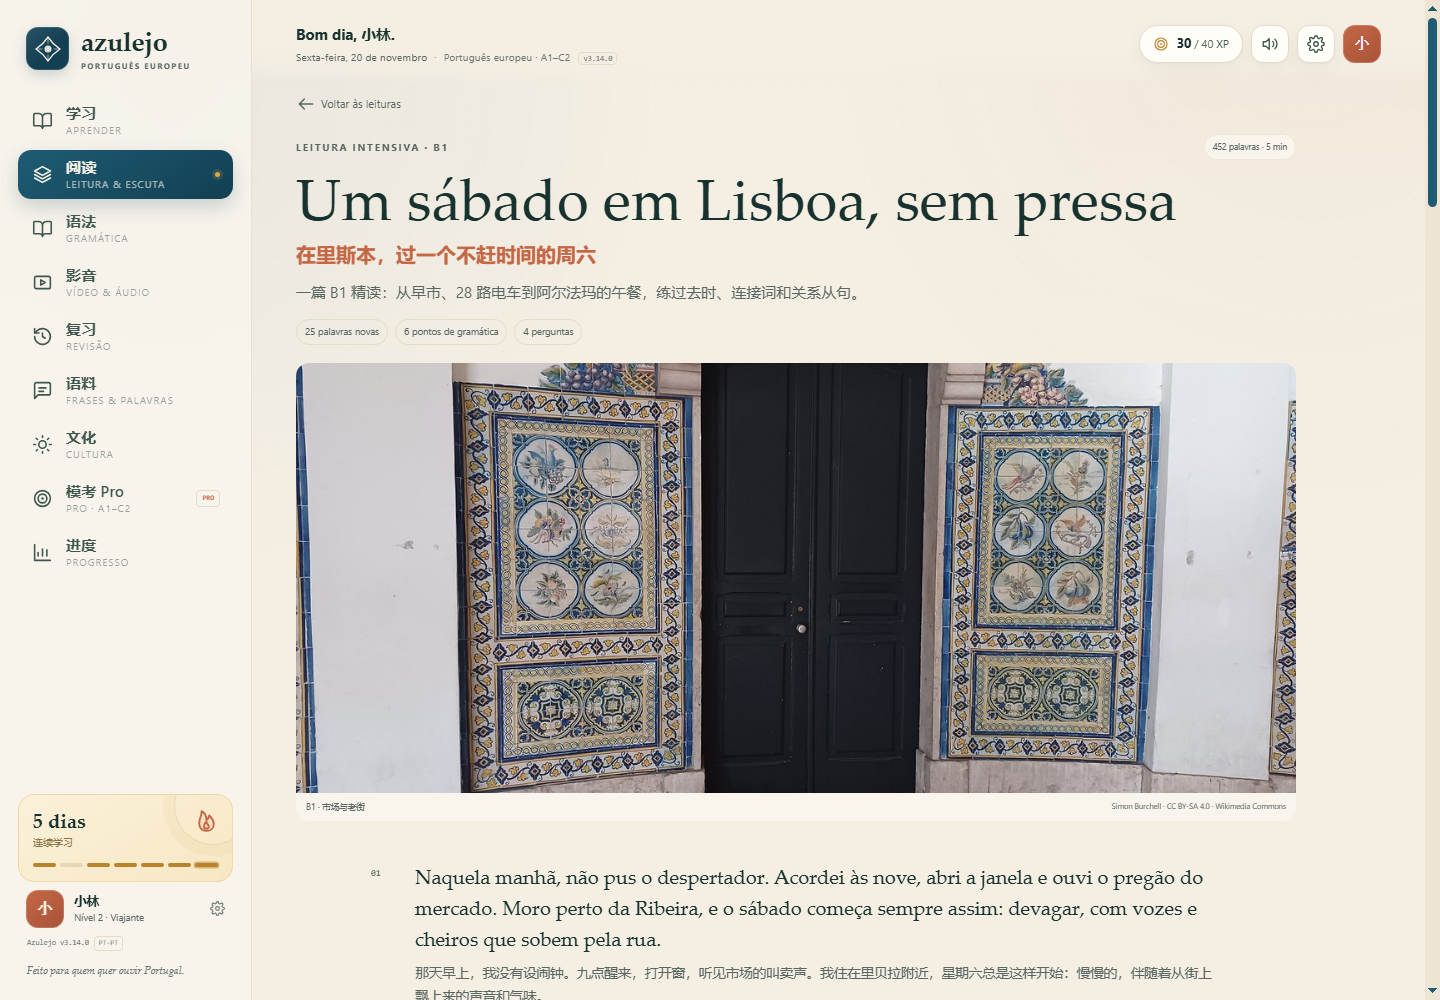 azulejo
PORTUGUÊS EUROPEU
学习
APRENDER
阅读
LEITURA & ESCUTA
语法
GRAMÁTICA
影音
VÍDEO & ÁUDIO
复习
REVISÃO
语料
FRASES & PALAVRAS
文化
CULTURA
模考 Pro
PRO · A1–C2
PRO
进度
PROGRESSO
5 dias
连续学习
小
小林
Nível 2 · Viajante
Azulejo v3.14.0 PT-PT
Feito para quem quer ouvir Portugal.
Bom dia, 小林.
Sexta-feira, 20 de novembro · Português europeu · A1–C2 v3.14.0
30 / 40 XP
小
Voltar às leituras
LEITURA INTENSIVA · B1
452 palavras · 5 min
Um sábado em Lisboa, sem pressa
在里斯本，过一个不赶时间的周六
一篇 B1 精读：从早市、28 路电车到阿尔法玛的午餐，练过去时、连接词和关系从句。
25 palavras novas
6 pontos de gramática
4 perguntas
B1 · 市场与老街
Simon Burchell · CC BY-SA 4.0 · Wikimedia Commons
01
Naquela manhã, não pus o despertador. Acordei às nove, abri a janela e ouvi o pregão do
mercado. Moro perto da Ribeira, e o sábado começa sempre assim: devagar, com vozes e
cheiros que sobem pela rua.
那天早上，我没有设闹钟。九点醒来，打开窗，听见市场的叫卖声。我住在里贝拉附近，星期六总是这样开始：慢慢的，伴随着从街上
飘上来的声音和气味。